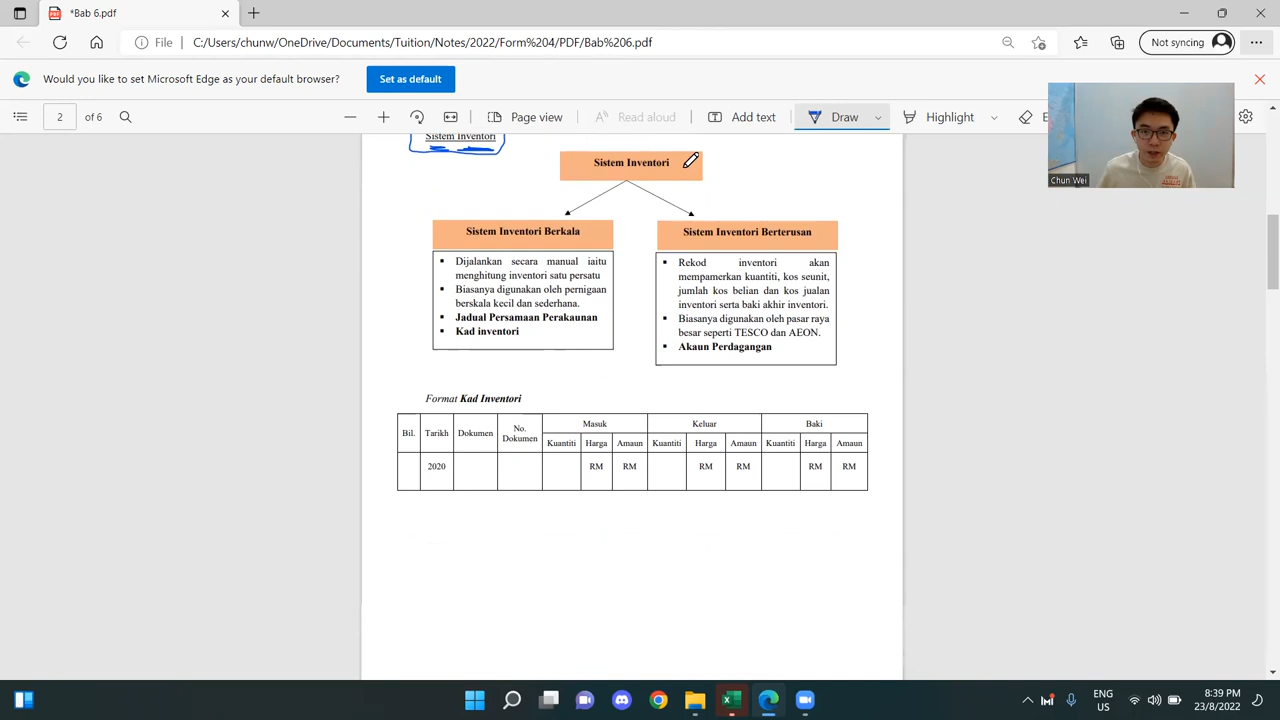 *Bab 6.pdf
File
C:/Users/chunw/OneDrive/Documents/Tuition/Notes/2022/Form%204/PDF/Bab%206.pdf
Not syncing
Would you like to set Microsoft Edge as your default browser?
Set as default
2 of 6
Page view
Read aloud
Add text
Draw
Highlight
Chun Wei
Sistem Inventori
Sistem Inventori
Sistem Inventori Berkala
Dijalankan secara manual iaitu
menghitung inventori satu persatu
Biasanya digunakan oleh pernigaan
berskala kecil dan sederhana.
Jadual Persamaan Perakaunan
Kad inventori
Sistem Inventori Berterusan
Rekod inventori akan
mempamerkan kuantiti, kos seunit,
jumlah kos belian dan kos jualan
inventori serta baki akhir inventori.
Biasanya digunakan oleh pasar raya
besar seperti TESCO dan AEON.
Akaun Perdagangan
Format Kad Inventori
Bil. Tarikh Dokumen No. Dokumen Masuk Keluar Baki
Kuantiti Harga Amaun Kuantiti Harga Amaun Kuantiti Harga Amaun
2020 RM RM RM RM RM RM
ENG
US
8:39 PM
23/8/2022